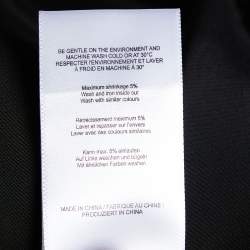 BE GENTLE ON THE ENVIRONMENT AND
MACHINE WASH COLD OR AT 30°C
RESPECTER L'ENVIRONMENT ET LAVER
À FROID EN MACHINE A 30°
Maximum shrinkage 5%
Wash and iron inside out
Wash with similar colours
Rétrécissement maximum 5%
Laver et repasser sur l'envers
Laver avec des couleurs similaires
Kann max. 5% einlaufen
Auf Links waschen und bügeln
Mit ähnlichen Farben waschen
MADE IN CHINA / FABRIQUE AU CHINA /
PRODUZIERT IN CHINA